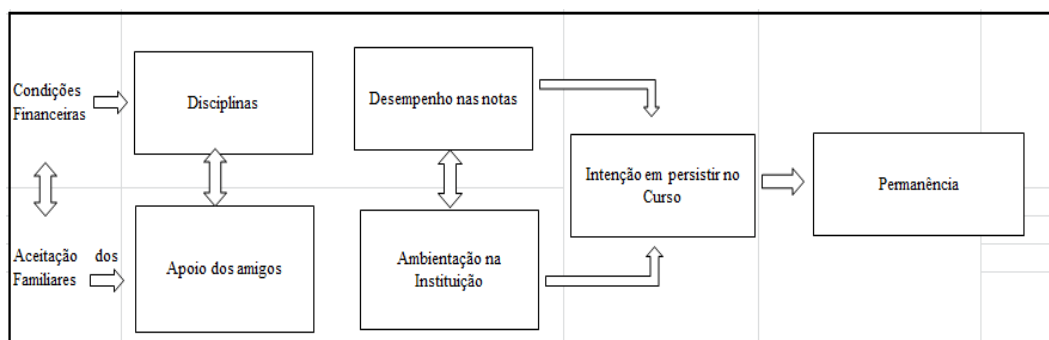 Condições
Financeiras
Disciplinas
Desempenho nas notas
Intenção em persistir no
Curso
Permanência
Aceitação dos
Familiares
Apoio dos amigos
Ambientação na
Instituição